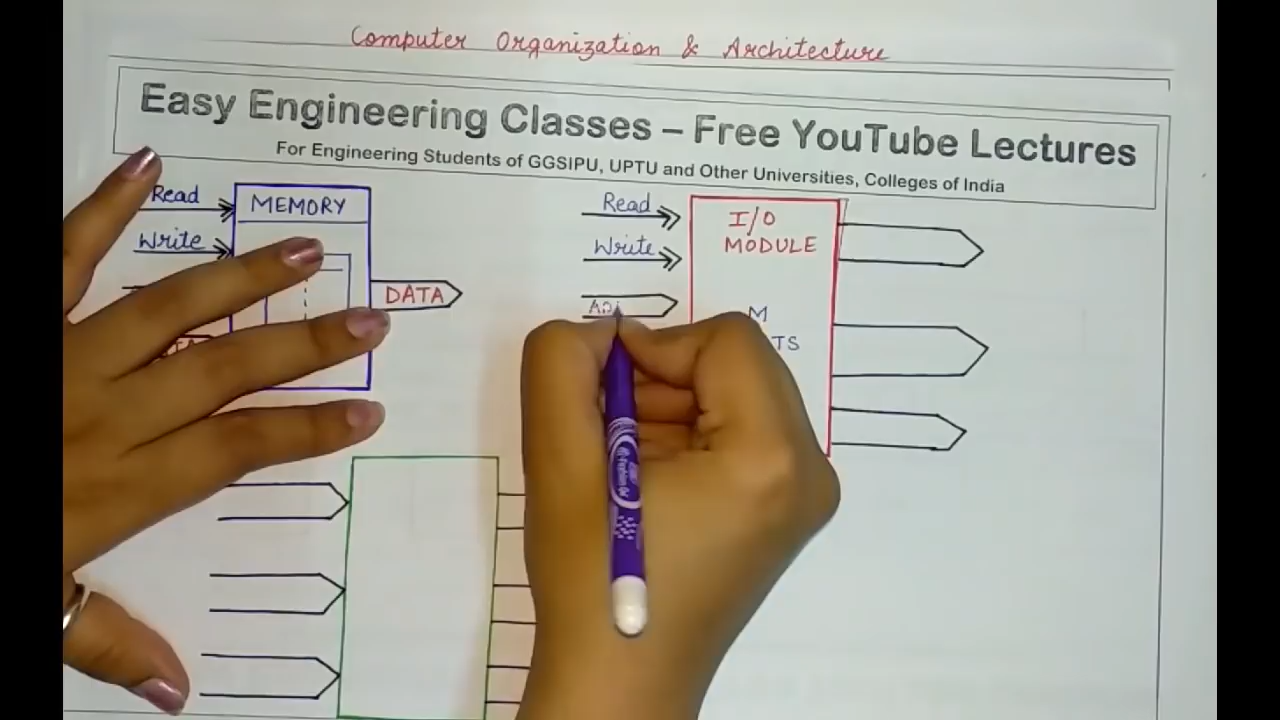 Computer Organization & Architecture
Easy Engineering Classes – Free YouTube Lectures
For Engineering Students of GGSIPU, UPTU and Other Universities, Colleges of India
Read
Write
MEMORY
DATA
Read
Write
I/O
MODULE
M